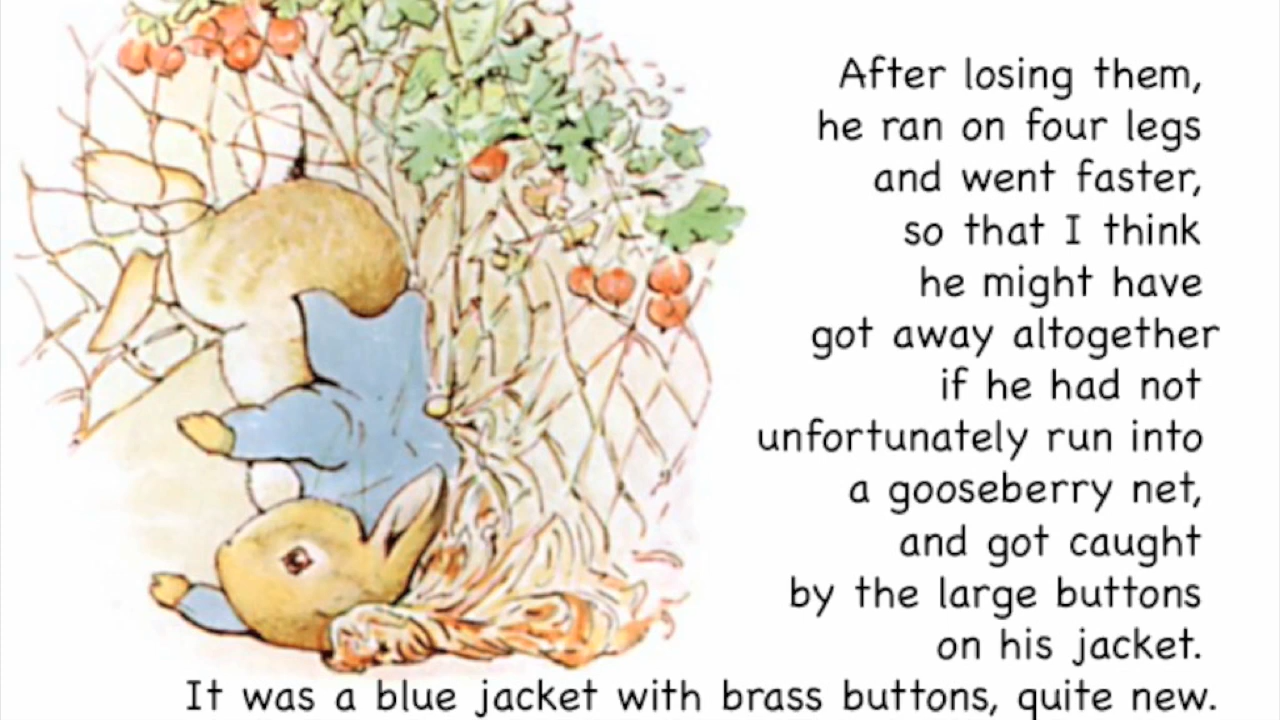 After losing them,
he ran on four legs
and went faster,
so that I think
he might have
got away altogether
if he had not
unfortunately run into
a gooseberry net,
and got caught
by the large buttons
on his jacket.
It was a blue jacket with brass buttons, quite new.